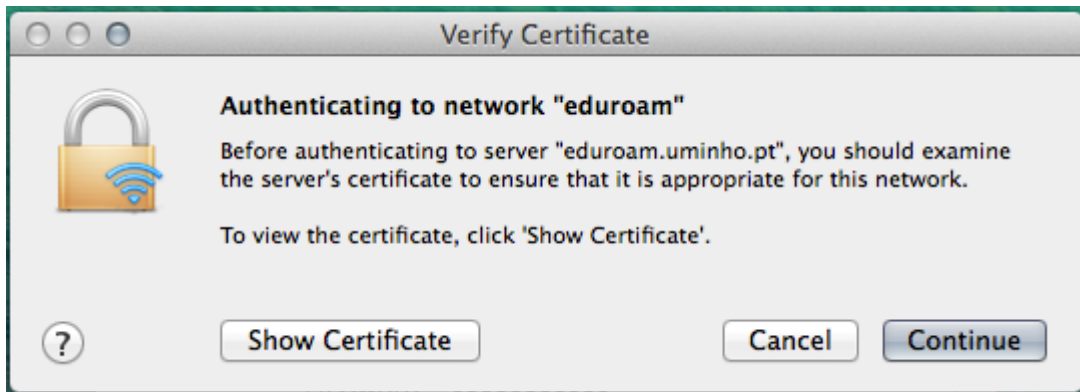 Verify Certificate
Authenticating to network "eduroam"
Before authenticating to server "eduroam.uminho.pt", you should examine
the server's certificate to ensure that it is appropriate for this network.
To view the certificate, click 'Show Certificate'.
? Show Certificate Cancel Continue